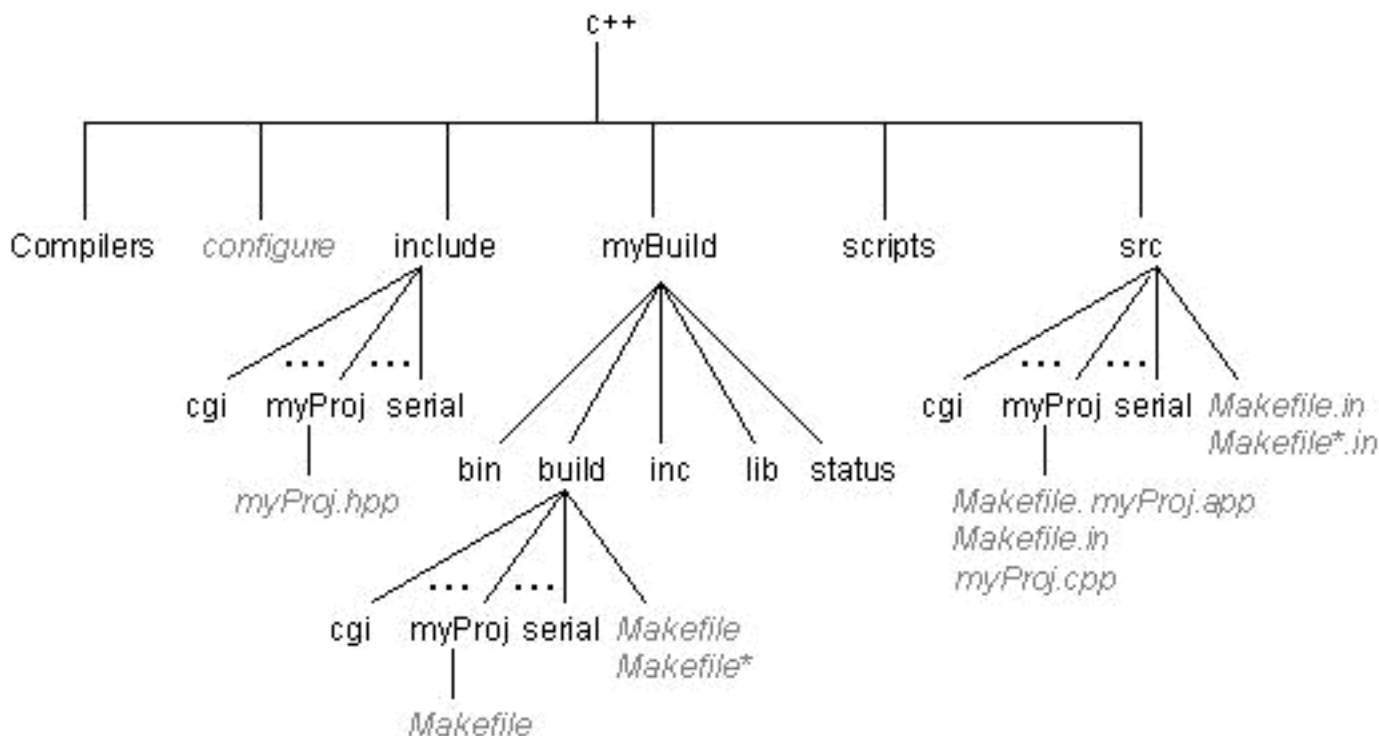 c++
Compilers configure include myBuild scripts src
... ... ... ...
cgi myProj serial cgi myProj serial Makefile.in
Makefile*.in
bin build inc lib status
myProj.hpp Makefile. myProj.app
Makefile.in
myProj.cpp
... ...
cgi myProj serial Makefile
Makefile*
Makefile